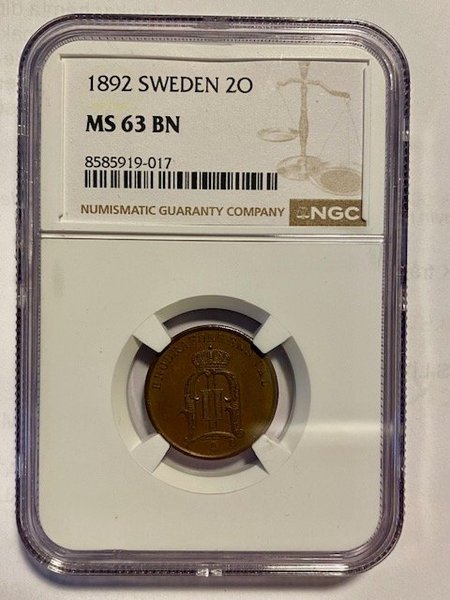 1892 SWEDEN 2O
MS 63 BN
8585919-017
NUMISMATIC GUARANTY COMPANY NGC